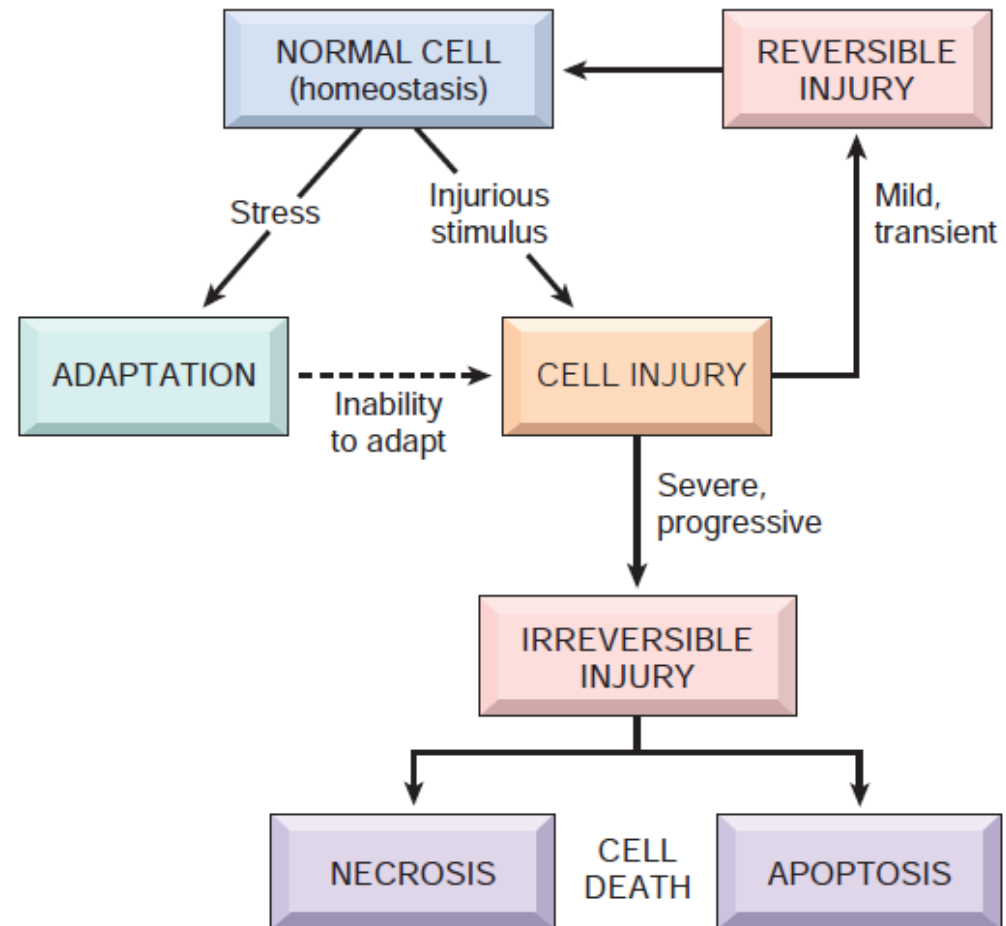 NORMAL CELL
(homeostasis)
REVERSIBLE
INJURY
Stress
Injurious
stimulus
Mild,
transient
ADAPTATION
Inability
to adapt
CELL INJURY
Severe,
progressive
IRREVERSIBLE
INJURY
NECROSIS
CELL
DEATH
APOPTOSIS